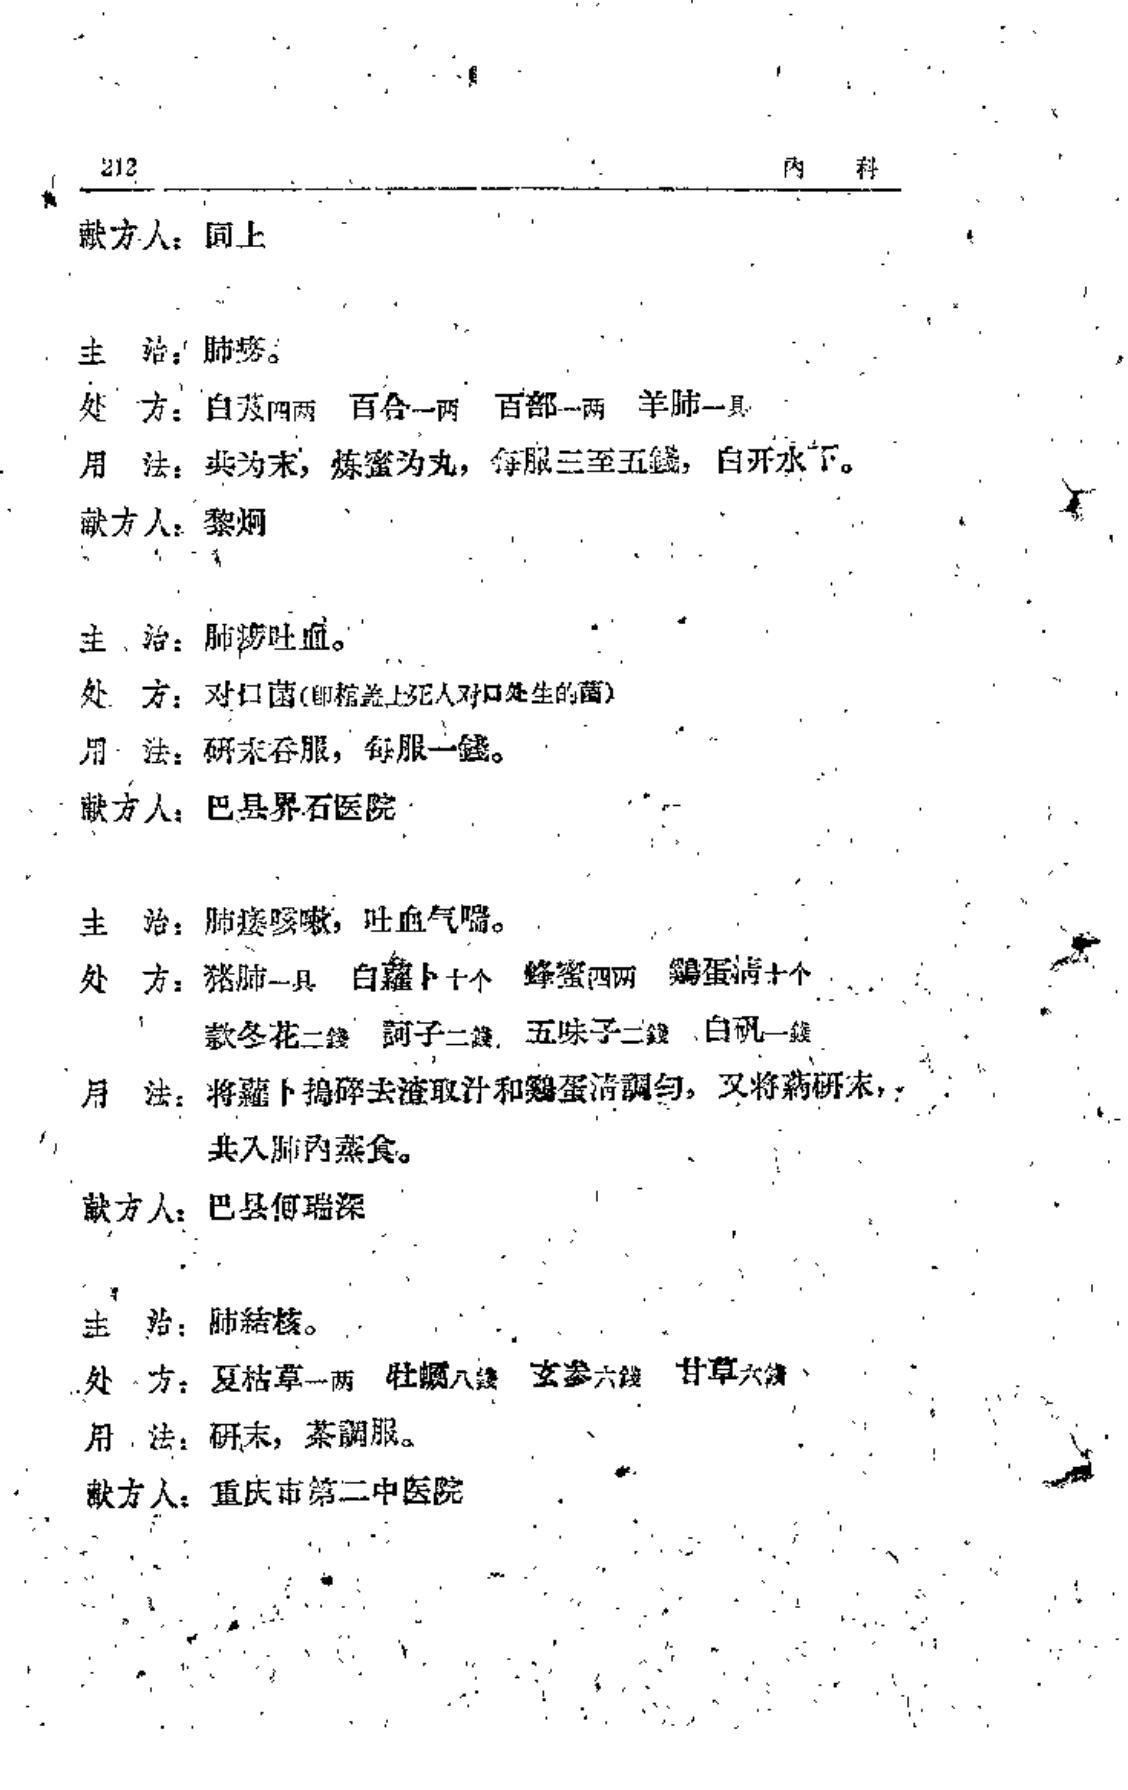 212 内 科
献方人：同上
主 治：肺痨。
处 方：白芨四两 百合一两 百部一两 羊肺一具
用 法：共为末，炼蜜为丸，每服三至五錢，白开水下。
献方人：黎炯
主 治：肺痨吐血。
处 方：对口菌(即棺盖上死人对口处生的菌)
用 法：研末吞服，每服一錢。
献方人：巴县界石医院
主 治：肺痿咳嗽，吐血气喘。
处 方：猪肺一具 白蘿卜十个 蜂蜜四两 鷄蛋清十个
款冬花二錢 訶子二錢 五味子二錢 白矾一錢
用 法：将蘿卜搗碎去渣取汁和鷄蛋清調匀，又将葯研末，
共入肺内蒸食。
献方人：巴县何瑞深
主 治：肺結核。
处 方：夏枯草一两 牡蠣八錢 玄参六錢 甘草六錢
用 法：研末，茶調服。
献方人：重庆市第二中医院